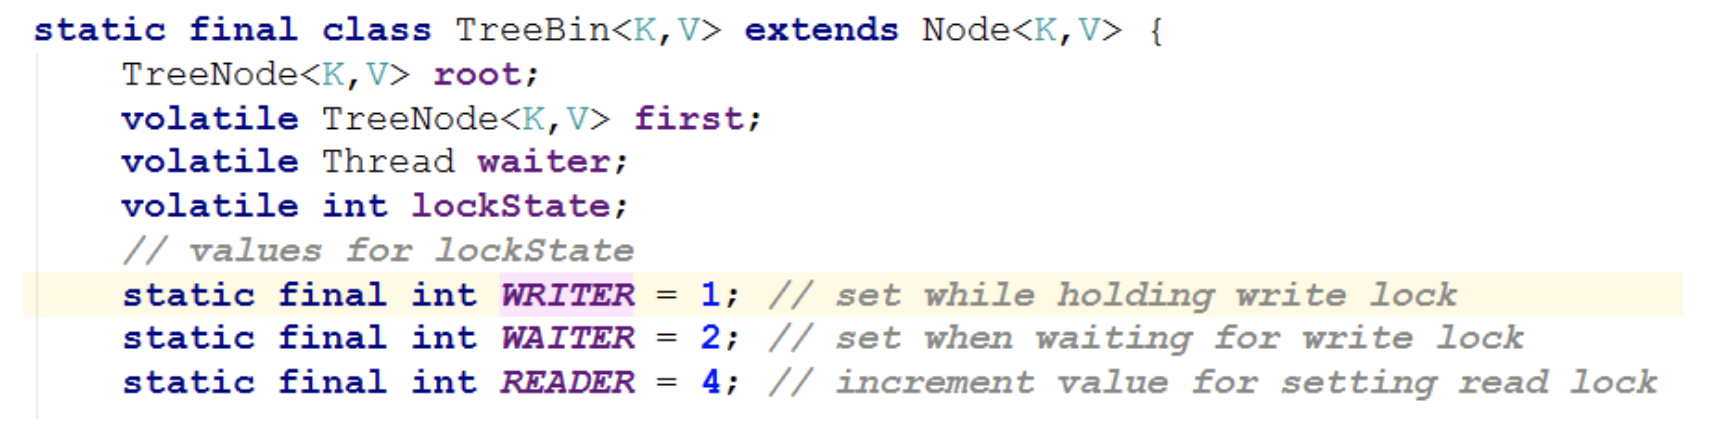 static final class TreeBin<K,V> extends Node<K,V> {
    TreeNode<K,V> root;
    volatile TreeNode<K,V> first;
    volatile Thread waiter;
    volatile int lockState;
    // values for lockState
    static final int WRITER = 1; // set while holding write lock
    static final int WAITER = 2; // set when waiting for write lock
    static final int READER = 4; // increment value for setting read lock